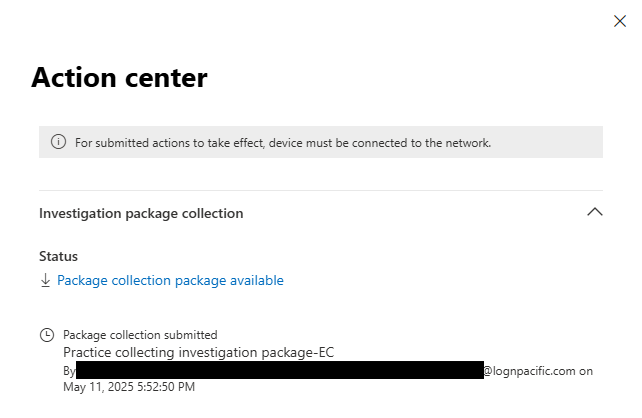 Action center
For submitted actions to take effect, device must be connected to the network.
Investigation package collection
Status
Package collection package available
Package collection submitted
Practice collecting investigation package-EC
By @lognpacific.com on
May 11, 2025 5:52:50 PM